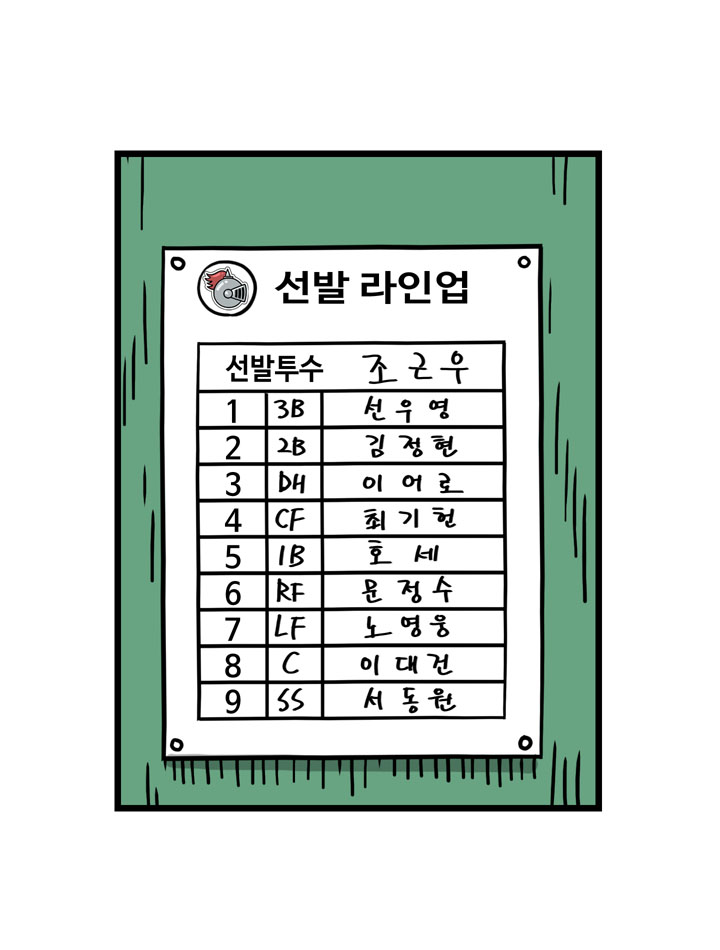 선발 라인업
선발투수 조근우
1 3B 선우영
2 2B 김정현
3 DH 이어로
4 CF 최기헌
5 1B 호세
6 RF 문정수
7 LF 노영웅
8 C 이대건
9 SS 서동원